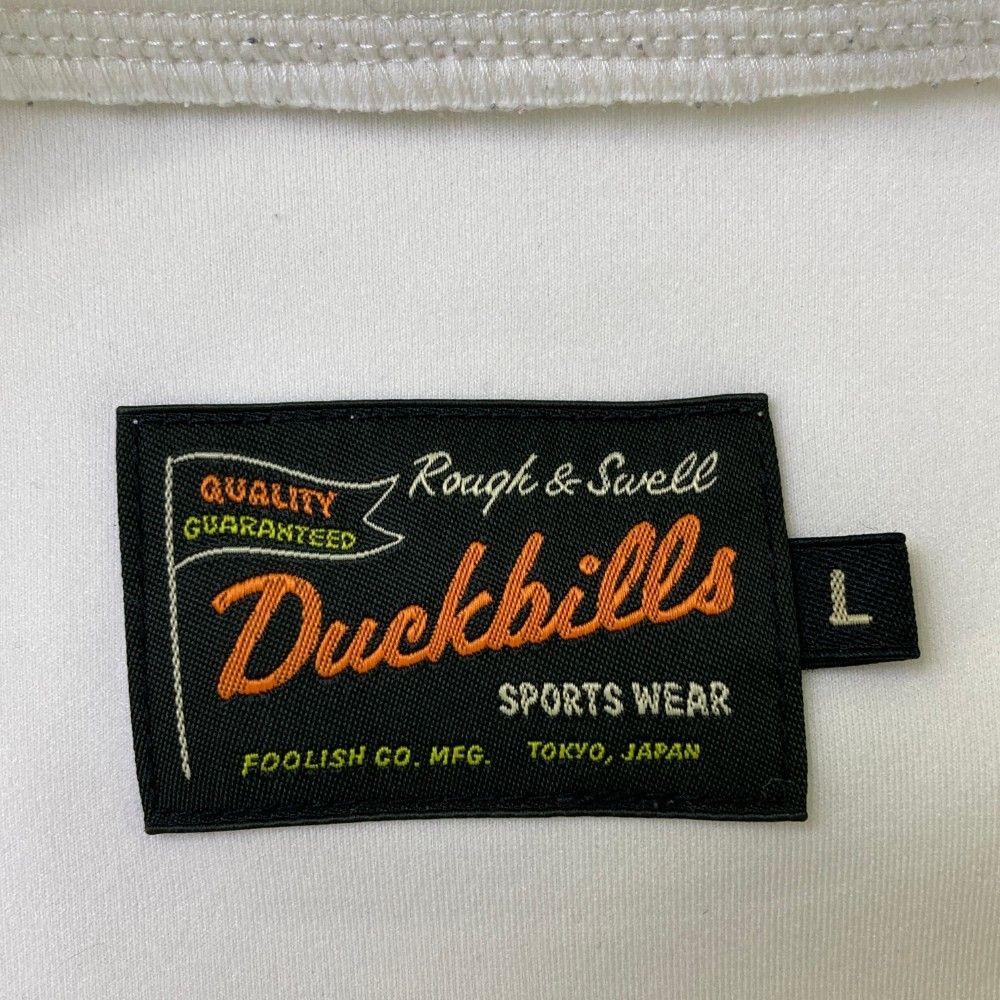 QUALITY
GUARANTEED
Rough & Swell
Duckbills
SPORTS WEAR
FOOLISH CO. MFG. TOKYO, JAPAN
L